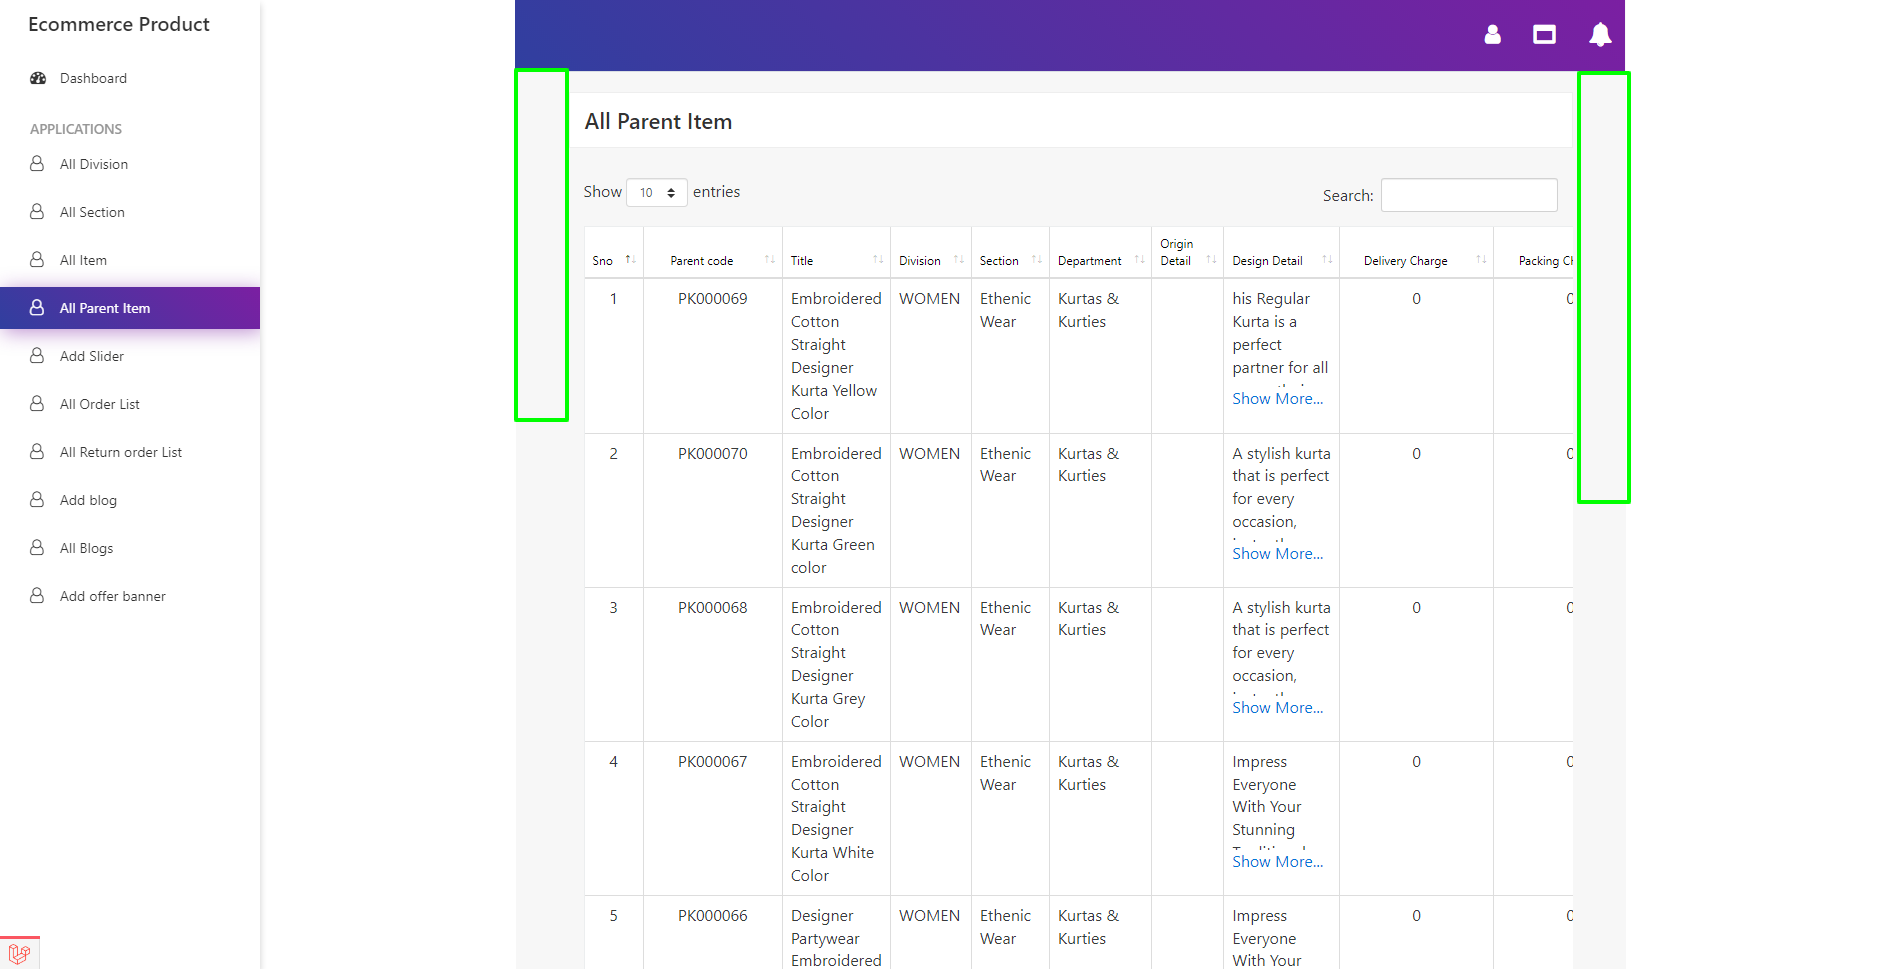 Ecommerce Product
Dashboard
APPLICATIONS
All Division
All Section
All Item
All Parent Item
Add Slider
All Order List
All Return order List
Add blog
All Blogs
Add offer banner
All Parent Item
Show 10 entries
Search:
Sno Parent code Title Division Section Department Origin Detail Design Detail Delivery Charge Packing
1 PK000069 Embroidered WOMEN Ethenic Kurtas & his Regular 0 0
Cotton Wear Kurties Kurta is a
Straight perfect
Designer partner for all
Kurta Yellow Show More...
Color
2 PK000070 Embroidered WOMEN Ethenic Kurtas & A stylish kurta 0 0
Cotton Wear Kurties that is perfect
Straight for every
Designer occasion,
Kurta Green Show More...
color
3 PK000068 Embroidered WOMEN Ethenic Kurtas & A stylish kurta 0 0
Cotton Wear Kurties that is perfect
Straight for every
Designer occasion,
Kurta Grey Show More...
Color
4 PK000067 Embroidered WOMEN Ethenic Kurtas & Impress 0 0
Cotton Wear Kurties Everyone
Straight With Your
Designer Stunning
Kurta White Show More...
Color
5 PK000066 Designer WOMEN Ethenic Kurtas & Impress 0 0
Partywear Wear Kurties Everyone
Embroidered With Your